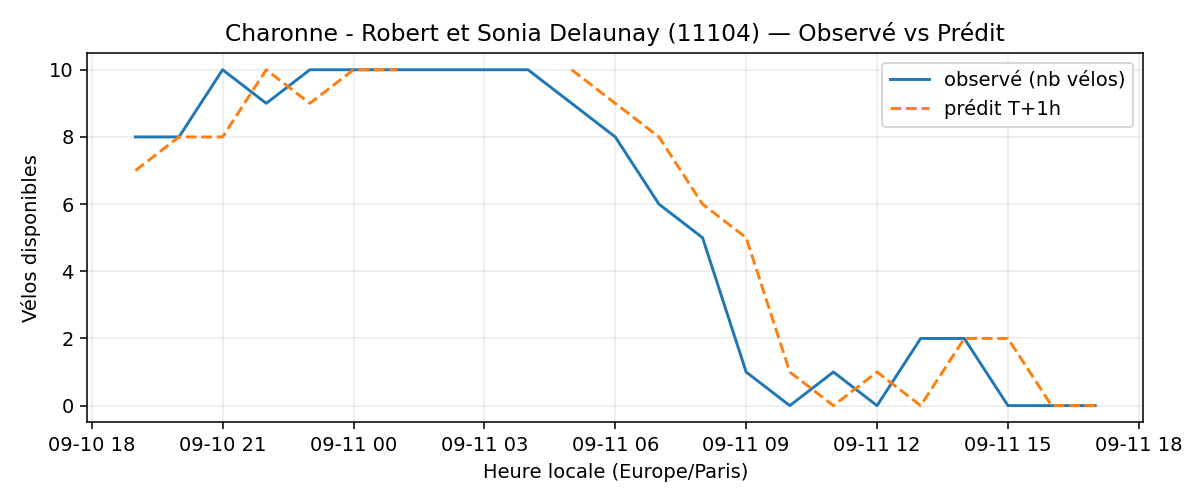 Charonne - Robert et Sonia Delaunay (11104) — Observé vs Prédit
observé (nb vélos)
prédit T+1h
Vélos disponibles
10
8
6
4
2
0
09-10 18 09-10 21 09-11 00 09-11 03 09-11 06 09-11 09 09-11 12 09-11 15 09-11 18
Heure locale (Europe/Paris)